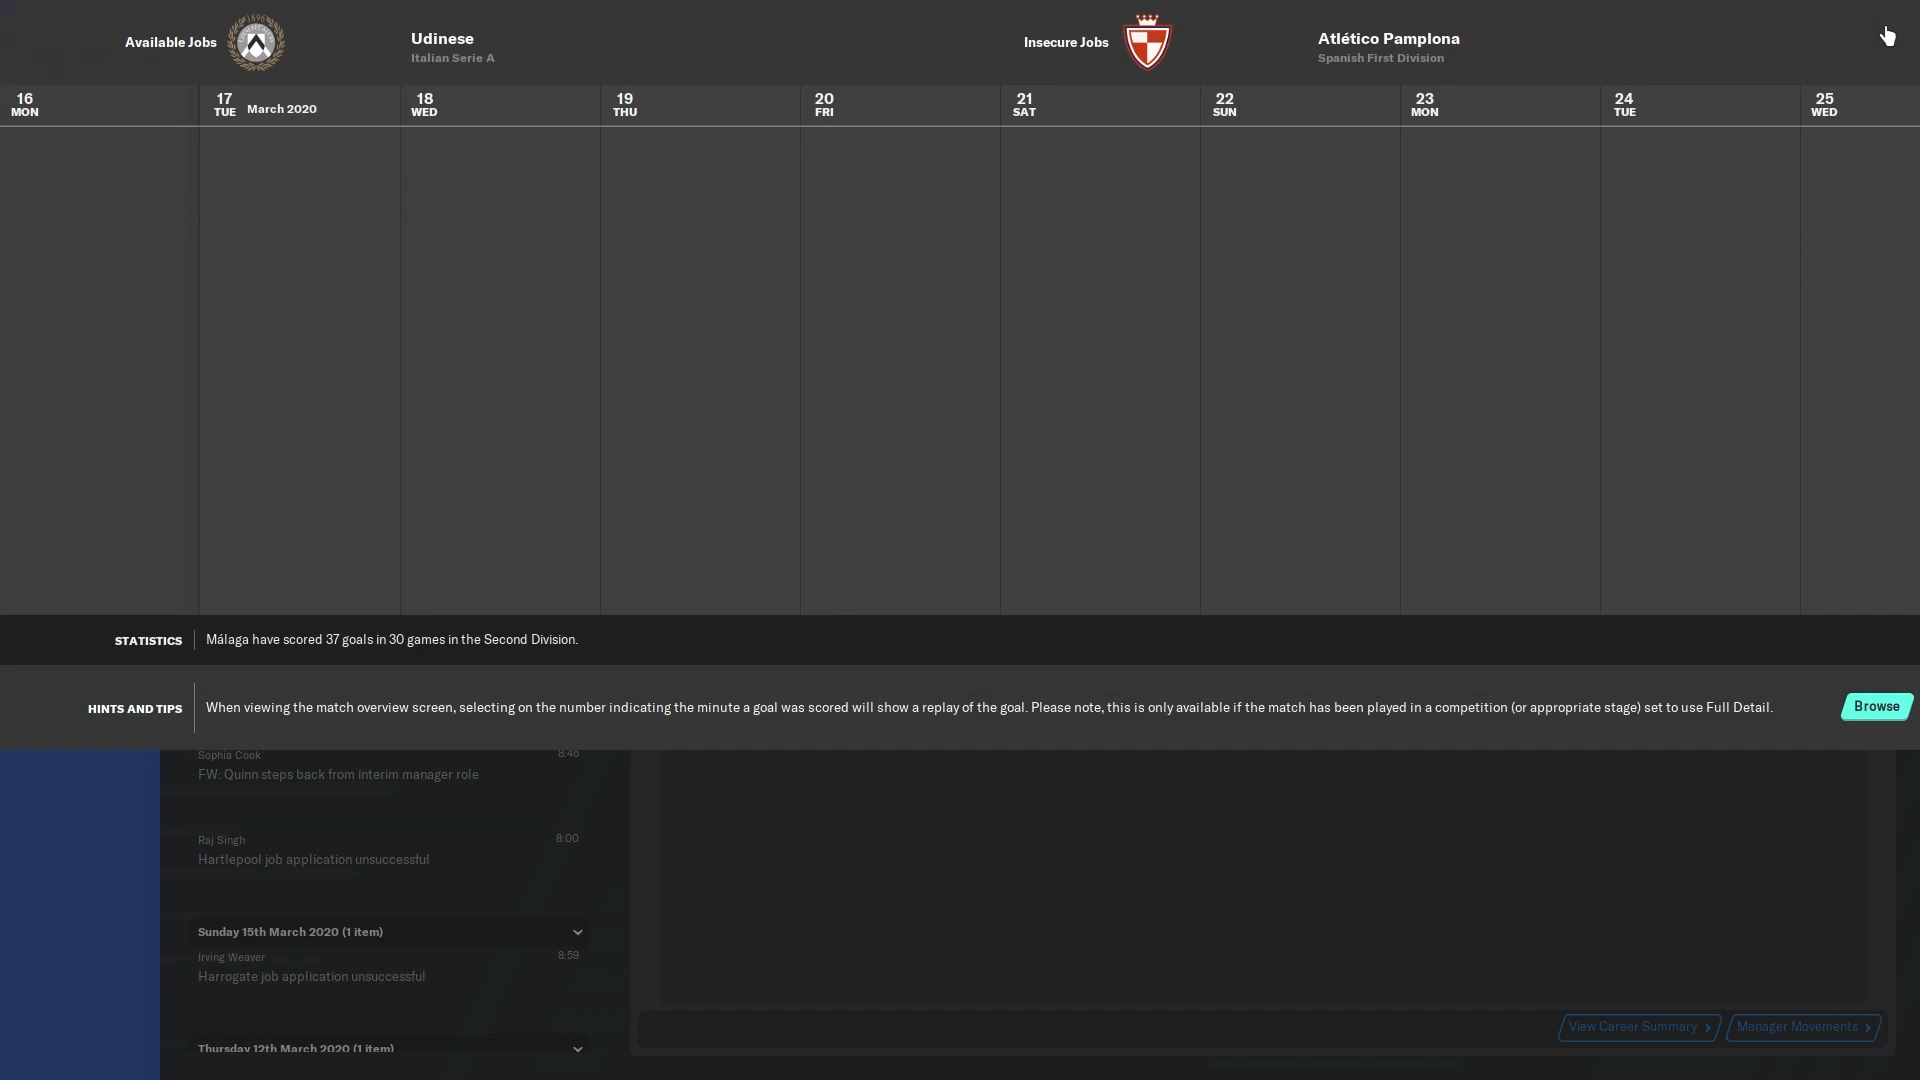 Available Jobs
1896
Udinese
Italian Serie A
Insecure Jobs
Atlético Pamplona
Spanish First Division
16
MON
17
TUE
March 2020
18
WED
19
THU
20
FRI
21
SAT
22
SUN
23
MON
24
TUE
25
WED
STATISTICS
Málaga have scored 37 goals in 30 games in the Second Division.
HINTS AND TIPS
When viewing the match overview screen, selecting on the number indicating the minute a goal was scored will show a replay of the goal. Please note, this is only available if the match has been played in a competition (or appropriate stage) set to use Full Detail.
Browse
Sophia Cook
8:46
FW: Quinn steps back from interim manager role
Raj Singh
8:00
Hartlepool job application unsuccessful
Sunday 15th March 2020 (1 item)
Irving Weaver
8:59
Harrogate job application unsuccessful
Thursday 12th March 2020 (1 item)
View Career Summary
Manager Movements